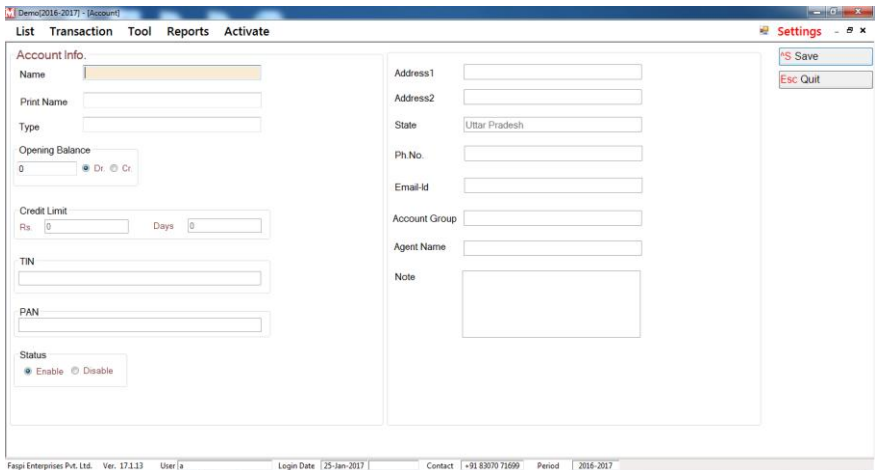 M Demo[2016-2017] - [Account]
List Transaction Tool Reports Activate Settings
Account Info.
Name
Print Name
Type
Opening Balance
0 Dr. Cr.
Credit Limit
Rs. 0 Days 0
TIN
PAN
Status
Enable Disable
Address1
Address2
State Uttar Pradesh
Ph.No.
Email-Id
Account Group
Agent Name
Note
^S Save
Esc Quit
Faspi Enterprises Pvt. Ltd. Ver. 17.1.13 User a Login Date 25-Jan-2017 Contact +91 83070 71699 Period 2016-2017